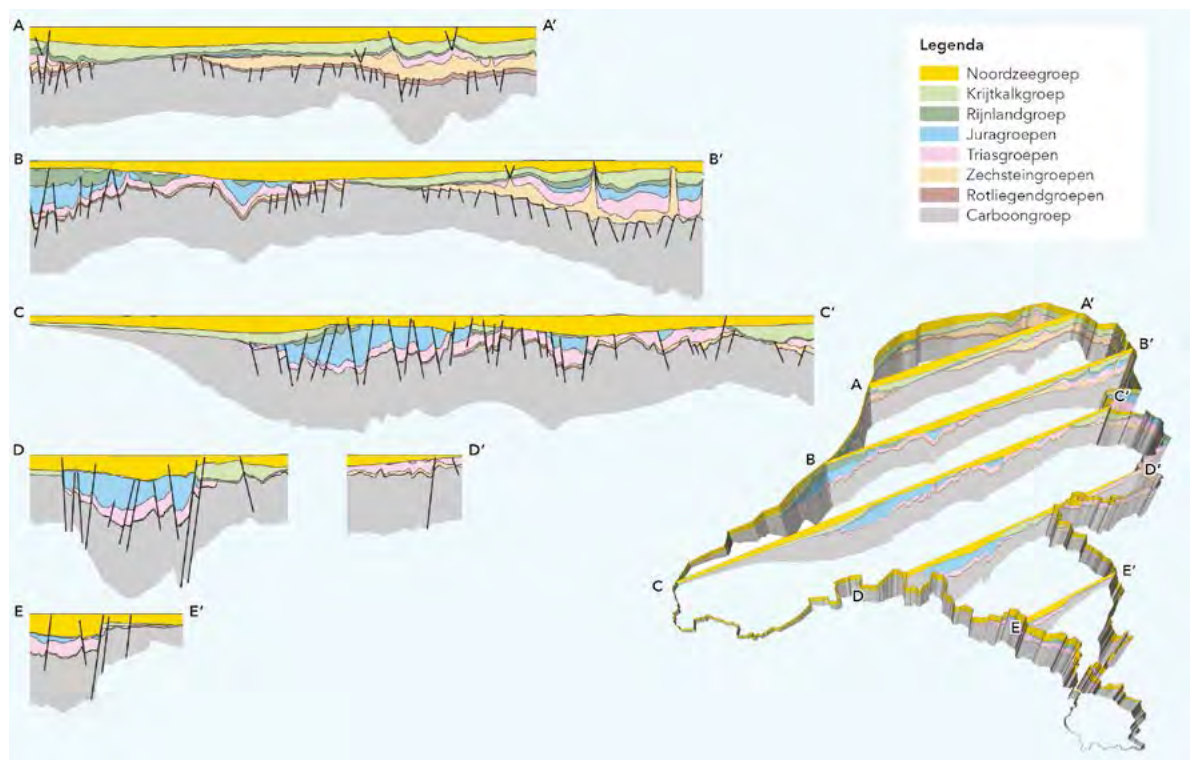 A A'
B B'
C C'
D D'
E E'
Legenda
Noordzeegroep
Krijtkalkgroep
Rijnlandgroep
Juragroepen
Triasgroepen
Zechsteingroepen
Rotliegendgroepen
Carboongroep
A'
B'
A
C'
B
D'
C
E'
D
E